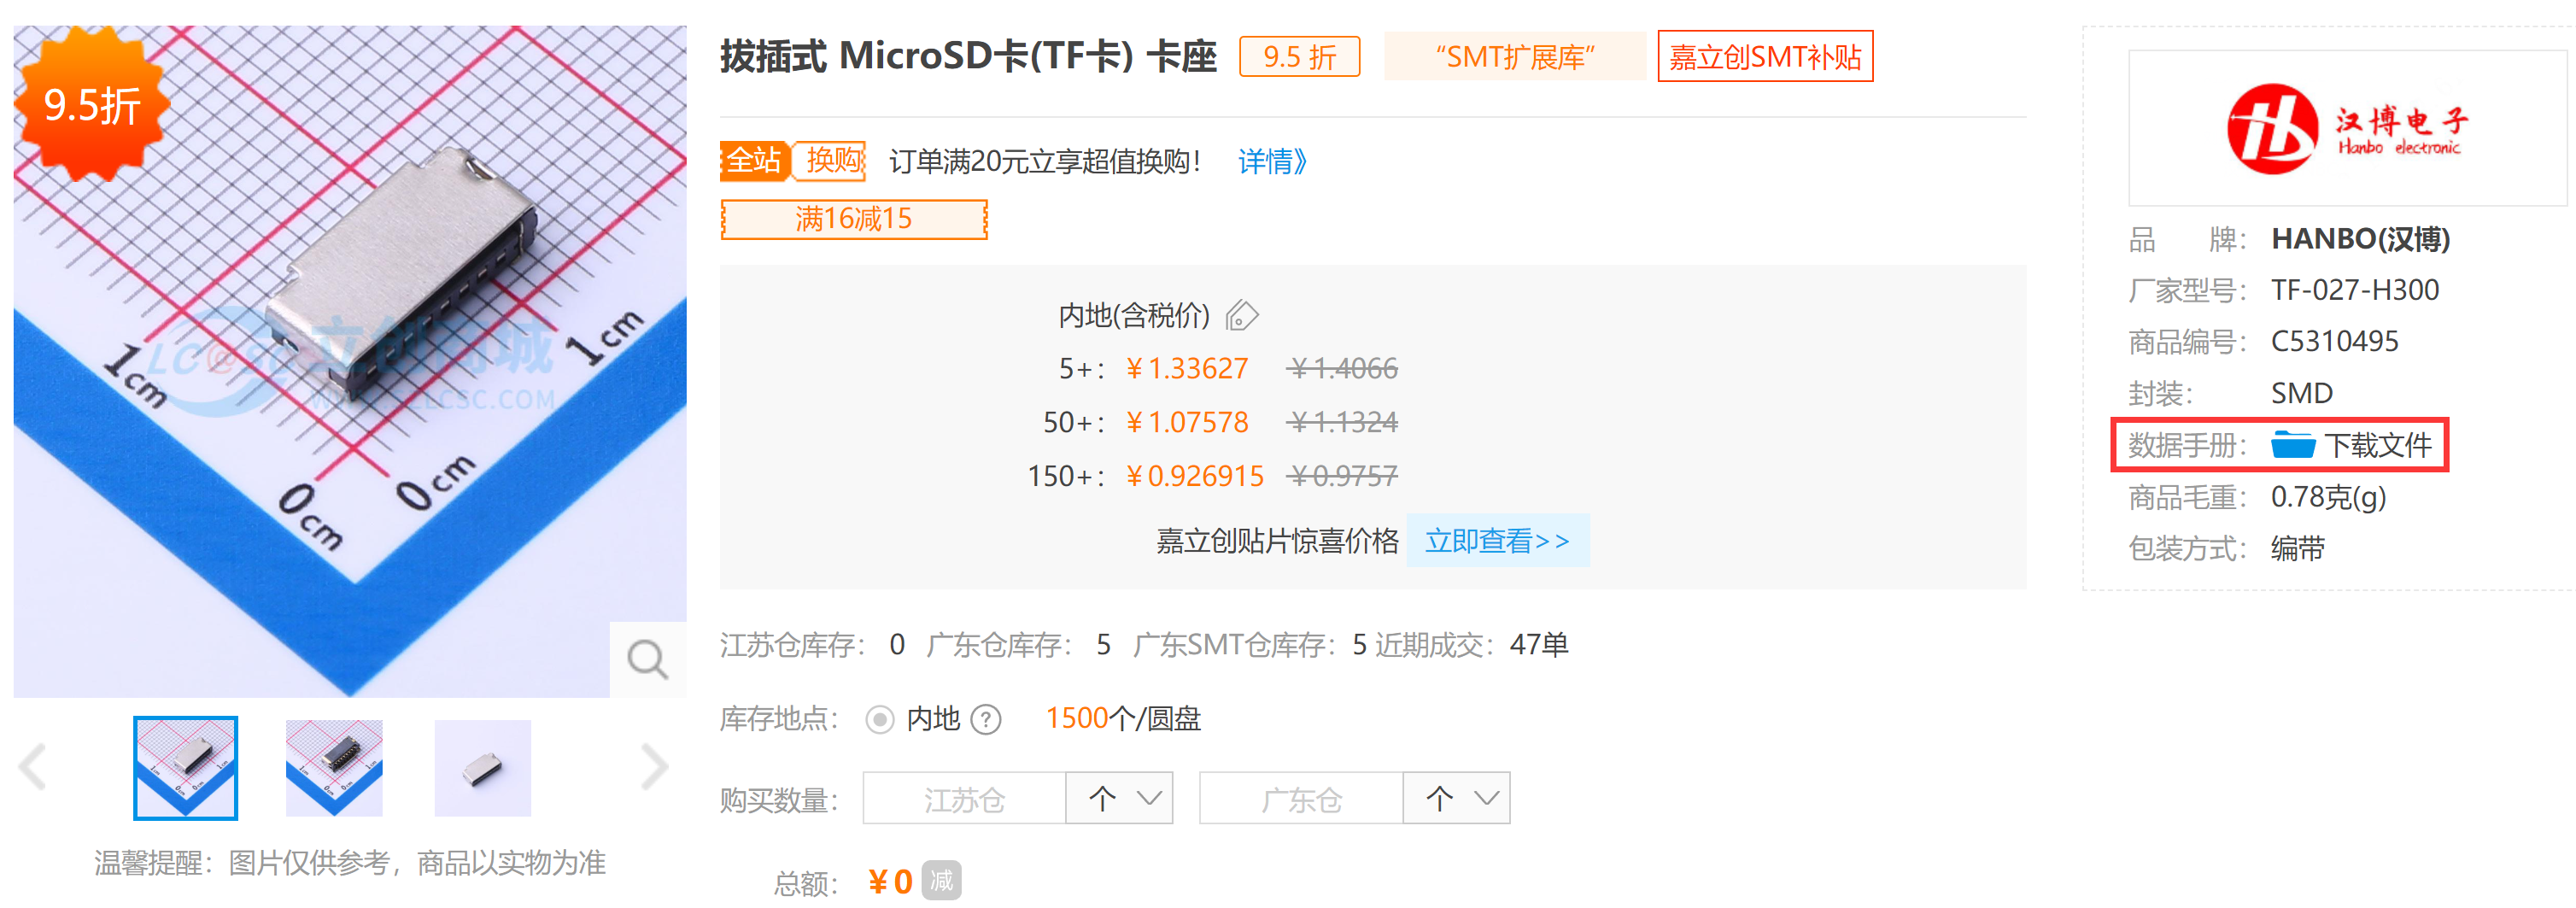 9.5折
LC@SC 立创商城
WWW.SZLCSC.COM
1cm
1cm
0cm
0cm
温馨提醒：图片仅供参考，商品以实物为准
拔插式 MicroSD卡(TF卡) 卡座
9.5 折
“SMT扩展库”
嘉立创SMT补贴
全站 换购 订单满20元立享超值换购！ 详情》
满16减15
内地(含税价)
5+： ￥1.33627 ￥1.4066
50+： ￥1.07578 ￥1.1324
150+： ￥0.926915 ￥0.9757
嘉立创贴片惊喜价格 立即查看>>
江苏仓库存： 0 广东仓库存： 5 广东SMT仓库存：5 近期成交：47单
库存地点： 内地 ? 1500个/圆盘
购买数量： 江苏仓 个 广东仓 个
总额： ￥0 减
汉博电子
Hanbo electronic
品 牌： HANBO(汉博)
厂家型号： TF-027-H300
商品编号： C5310495
封装： SMD
数据手册： 下载文件
商品毛重： 0.78克(g)
包装方式： 编带